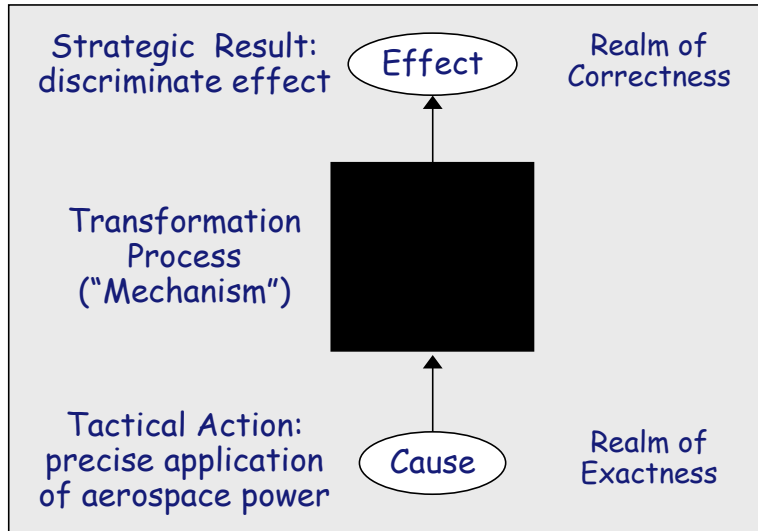 Strategic Result:
discriminate effect
Effect
Realm of
Correctness
Transformation
Process
(“Mechanism”)
Tactical Action:
precise application
of aerospace power
Cause
Realm of
Exactness